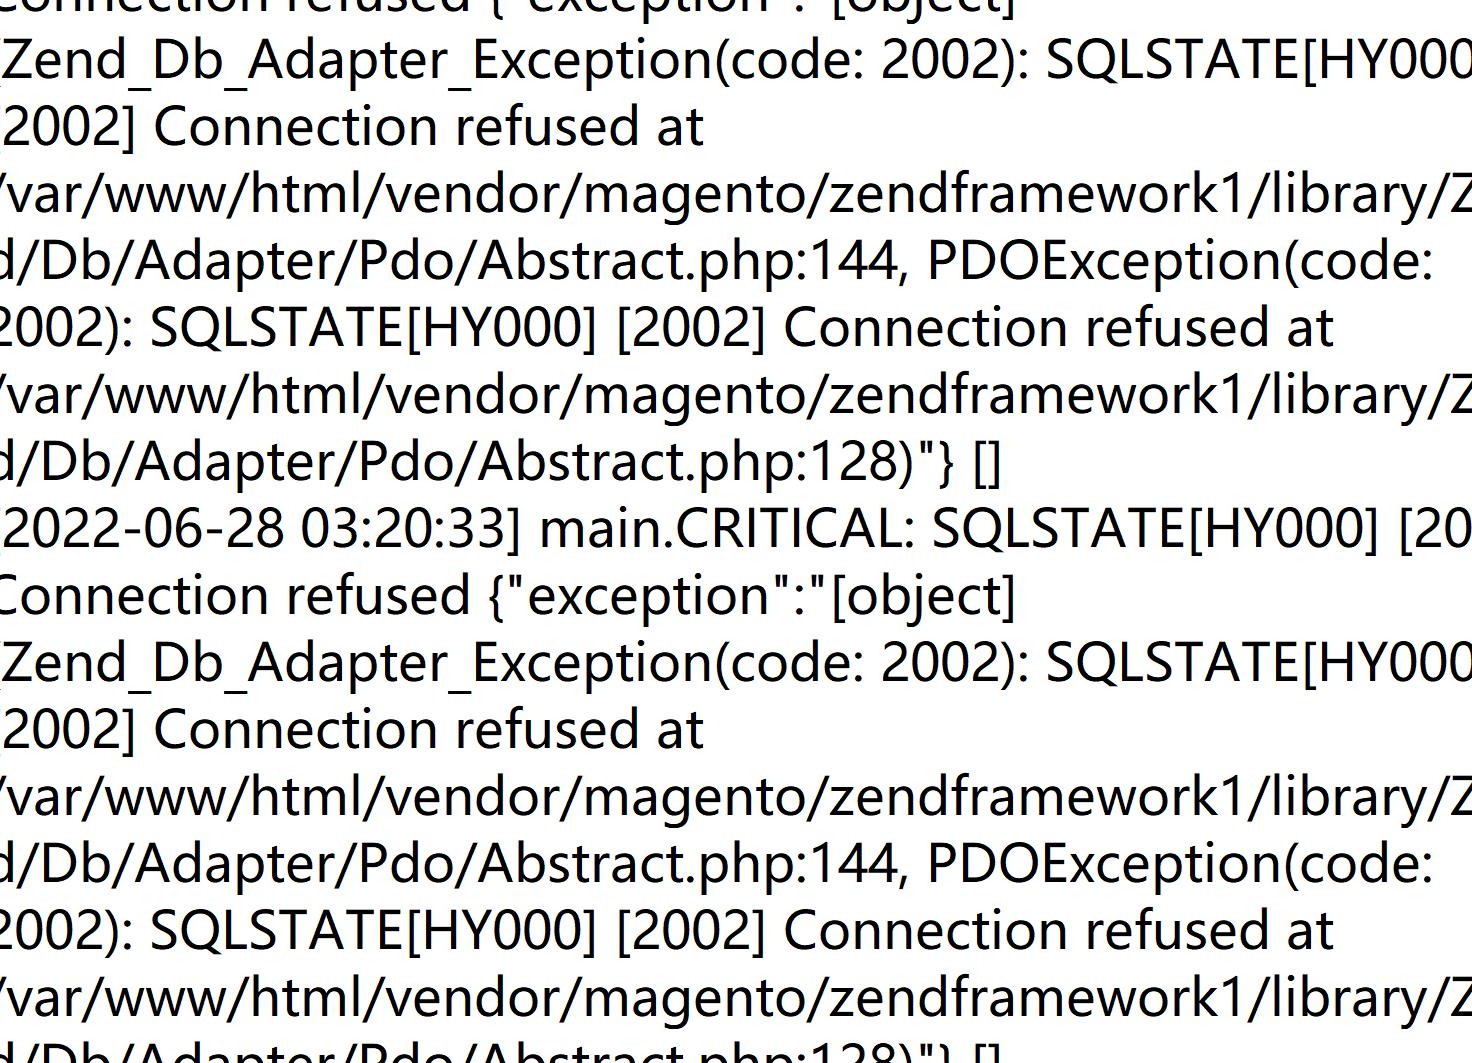 Connection refused {"exception":"[object]
(Zend_Db_Adapter_Exception(code: 2002): SQLSTATE[HY000
[2002] Connection refused at
/var/www/html/vendor/magento/zendframework1/library/Z
d/Db/Adapter/Pdo/Abstract.php:144, PDOException(code:
2002): SQLSTATE[HY000] [2002] Connection refused at
/var/www/html/vendor/magento/zendframework1/library/Z
d/Db/Adapter/Pdo/Abstract.php:128)"} []
[2022-06-28 03:20:33] main.CRITICAL: SQLSTATE[HY000] [20
Connection refused {"exception":"[object]
(Zend_Db_Adapter_Exception(code: 2002): SQLSTATE[HY000
[2002] Connection refused at
/var/www/html/vendor/magento/zendframework1/library/Z
d/Db/Adapter/Pdo/Abstract.php:144, PDOException(code:
2002): SQLSTATE[HY000] [2002] Connection refused at
/var/www/html/vendor/magento/zendframework1/library/Z
d/Db/Adapter/Pdo/Abstract.php:128)"} []